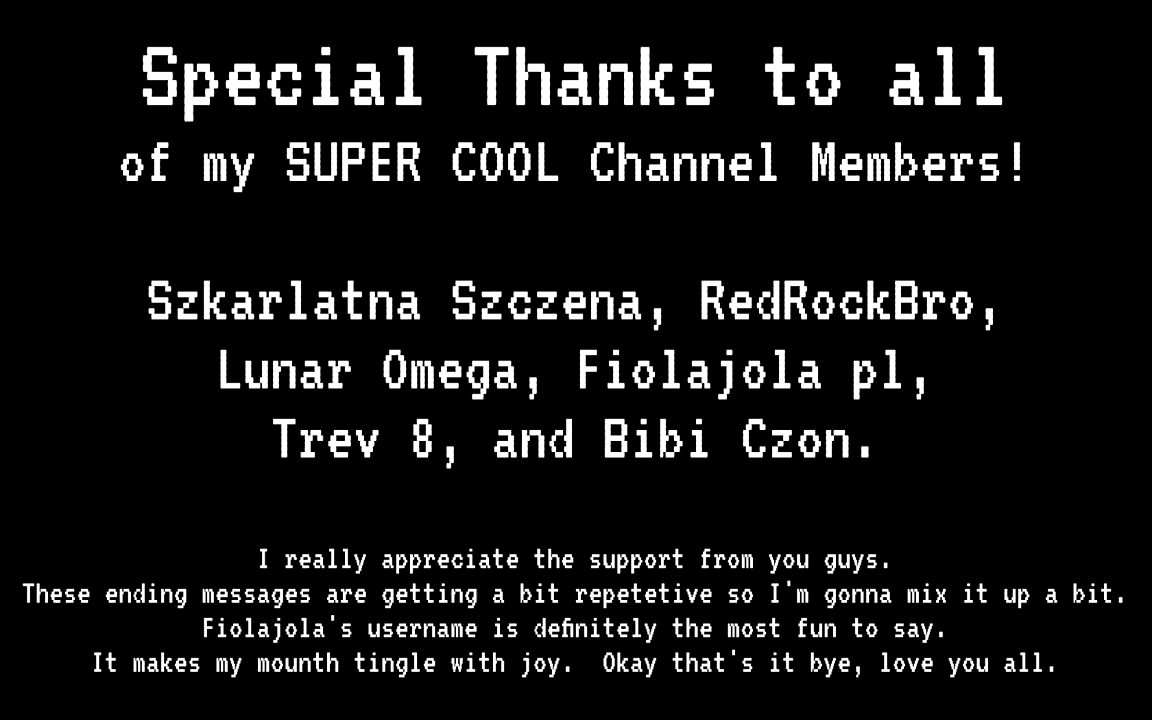 Special Thanks to all
of my SUPER COOL Channel Members!
Szkarlatna Szczena, RedRockBro,
Lunar Omega, Fiolajola pl,
Trev 8, and Bibi Czon.
I really appreciate the support from you guys.
These ending messages are getting a bit repetetive so I'm gonna mix it up a bit.
Fiolajola's username is definitely the most fun to say.
It makes my mounth tingle with joy.  Okay that's it bye, love you all.